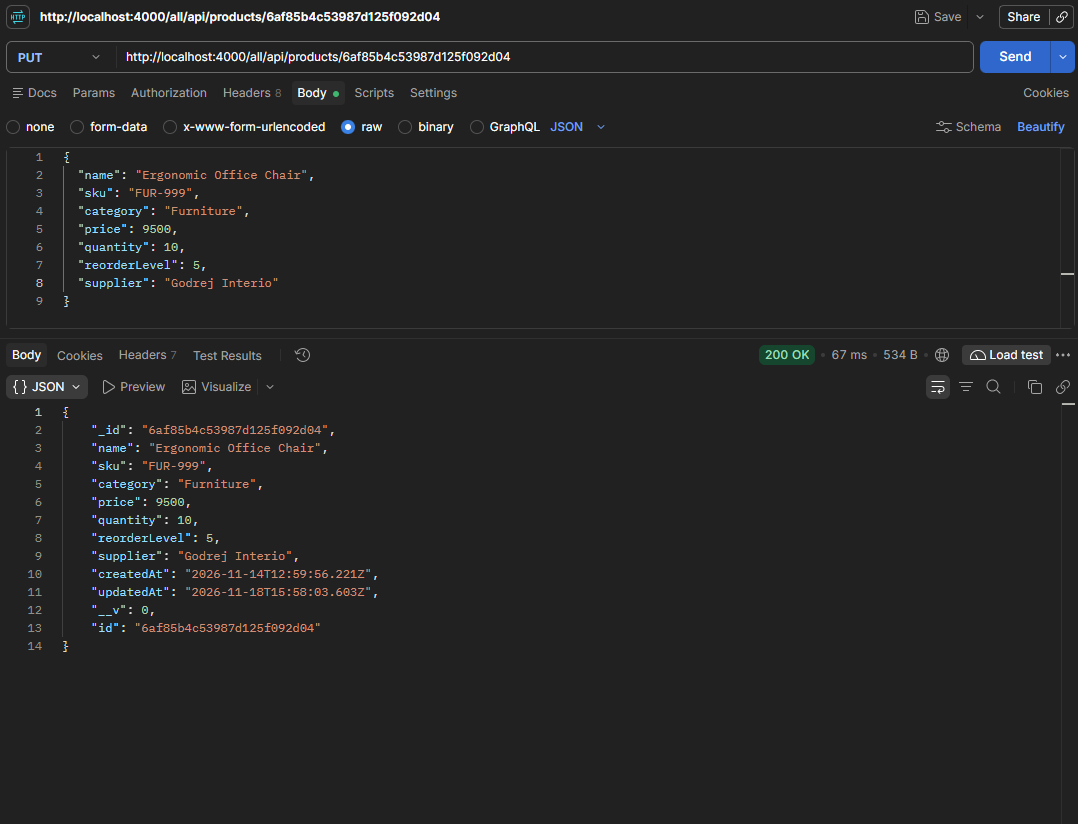 HTTP http://localhost:4000/all/api/products/6af85b4c53987d125f092d04 Save Share
PUT http://localhost:4000/all/api/products/6af85b4c53987d125f092d04 Send
Docs Params Authorization Headers 8 Body Scripts Settings Cookies
none form-data x-www-form-urlencoded raw binary GraphQL JSON Schema Beautify
1 {
2 "name": "Ergonomic Office Chair",
3 "sku": "FUR-999",
4 "category": "Furniture",
5 "price": 9500,
6 "quantity": 10,
7 "reorderLevel": 5,
8 "supplier": "Godrej Interio"
9 }
Body Cookies Headers 7 Test Results 200 OK • 67 ms • 534 B • Load test
{} JSON Preview Visualize
1 {
2 "_id": "6af85b4c53987d125f092d04",
3 "name": "Ergonomic Office Chair",
4 "sku": "FUR-999",
5 "category": "Furniture",
6 "price": 9500,
7 "quantity": 10,
8 "reorderLevel": 5,
9 "supplier": "Godrej Interio",
10 "createdAt": "2026-11-14T12:59:56.221Z",
11 "updatedAt": "2026-11-18T15:58:03.603Z",
12 "__v": 0,
13 "id": "6af85b4c53987d125f092d04"
14 }